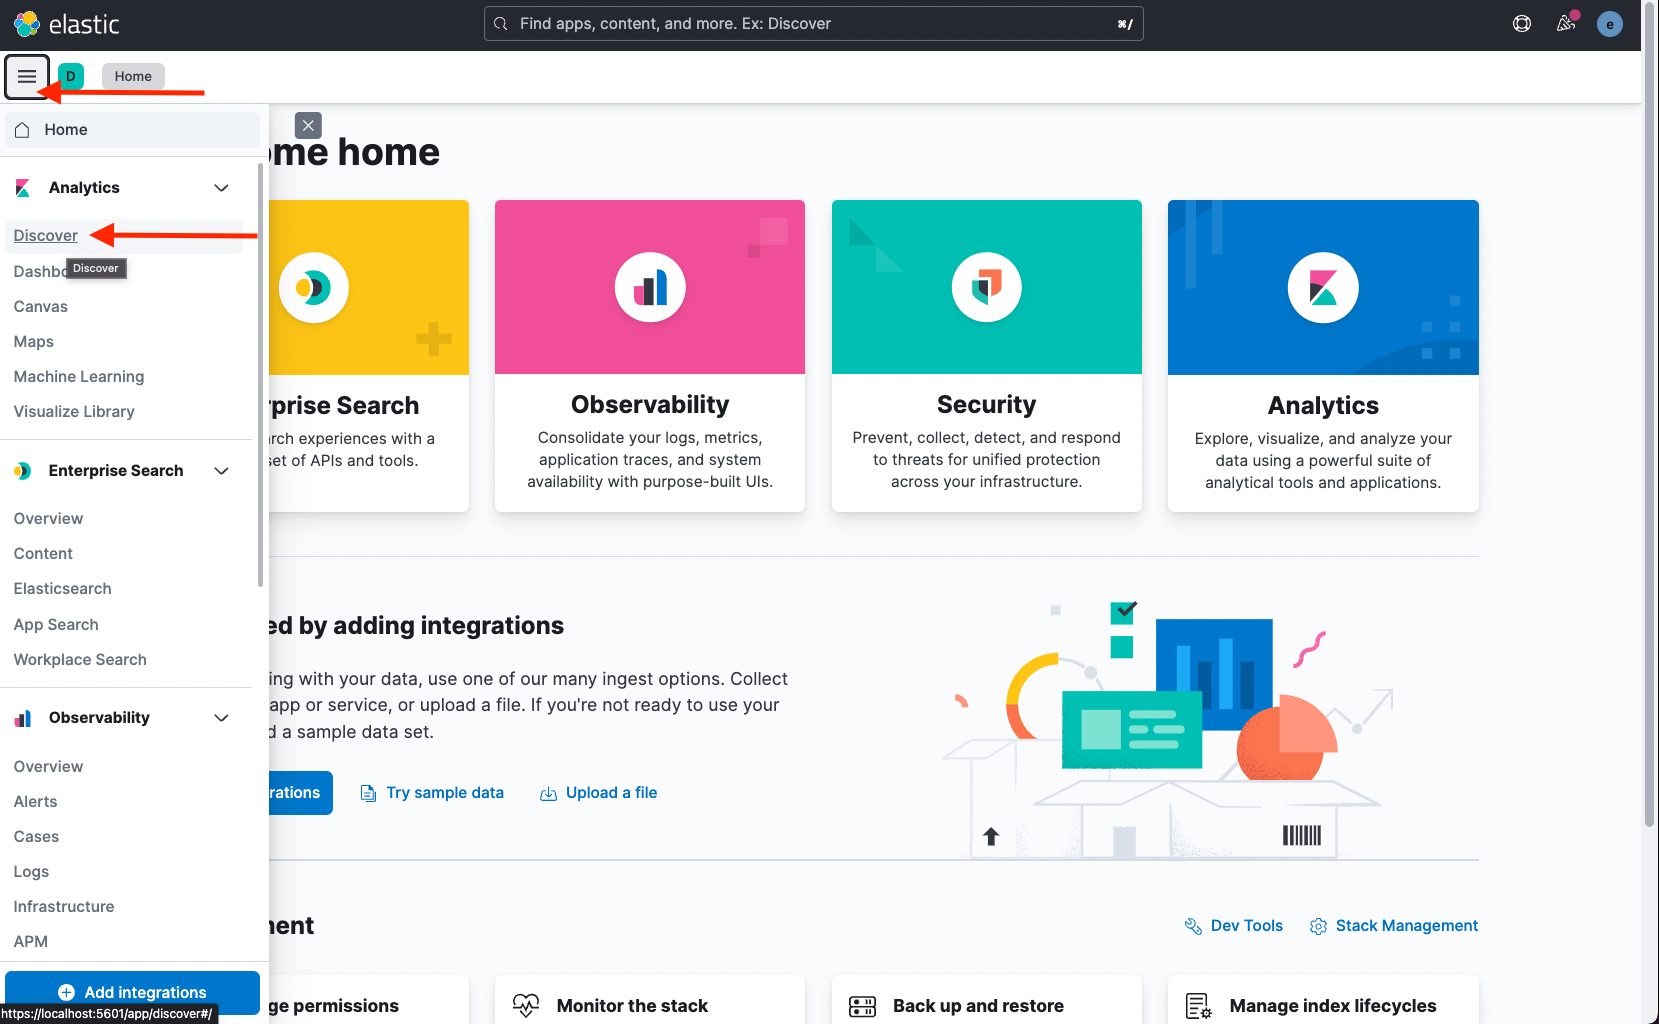 elastic
Find apps, content, and more. Ex: Discover
⌘/
e
D
Home
Home
ome home
Analytics
Discover
Dashbo
Discover
Canvas
Maps
Machine Learning
Visualize Library
Enterprise Search
Overview
Content
Elasticsearch
App Search
Workplace Search
Observability
Overview
Alerts
Cases
Logs
Infrastructure
APM
Add integrations
https://localhost:5601/app/discover#/
rprise Search
rch experiences with a
set of APIs and tools.
Observability
Consolidate your logs, metrics,
application traces, and system
availability with purpose-built UIs.
Security
Prevent, collect, detect, and respond
to threats for unified protection
across your infrastructure.
Analytics
Explore, visualize, and analyze your
data using a powerful suite of
analytical tools and applications.
ed by adding integrations
ing with your data, use one of our many ingest options. Collect
app or service, or upload a file. If you're not ready to use your
d a sample data set.
rations
Try sample data
Upload a file
ment
Dev Tools
Stack Management
ge permissions
Monitor the stack
Back up and restore
Manage index lifecycles